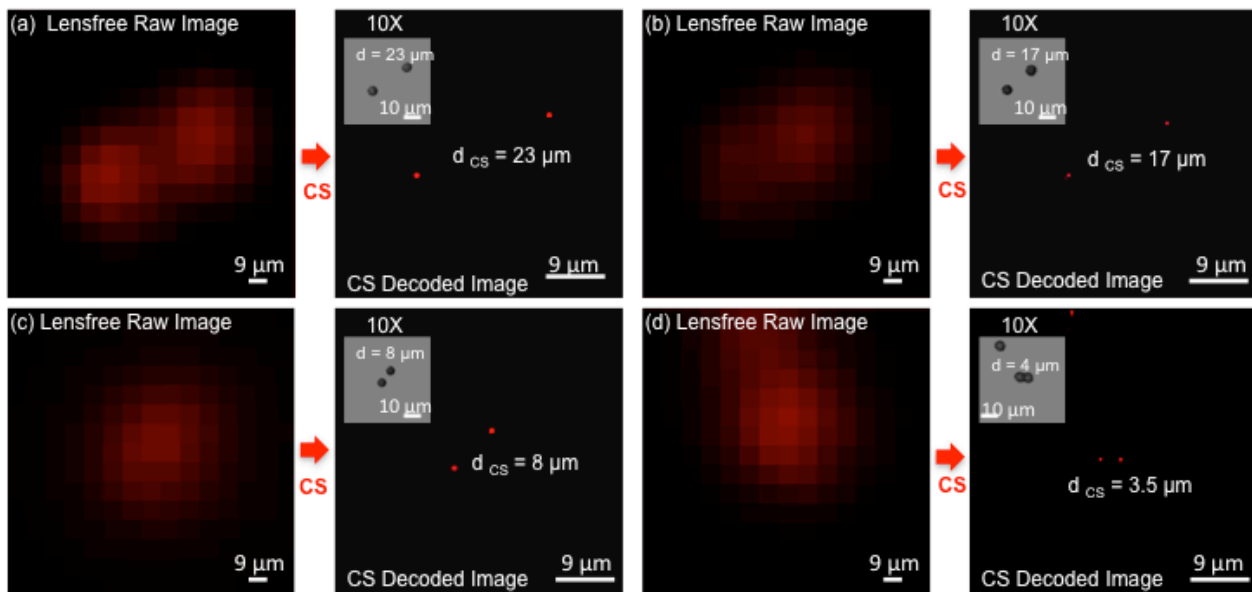 (a) Lensfree Raw Image
9 µm
CS
10X
d = 23 µm
10 µm
d CS = 23 µm
9 µm
CS Decoded Image
(b) Lensfree Raw Image
9 µm
CS
10X
d = 17 µm
10 µm
d CS = 17 µm
9 µm
CS Decoded Image
(c) Lensfree Raw Image
9 µm
CS
10X
d = 8 µm
10 µm
d CS = 8 µm
9 µm
CS Decoded Image
(d) Lensfree Raw Image
9 µm
CS
10X
d = 4 µm
10 µm
d CS = 3.5 µm
9 µm
CS Decoded Image